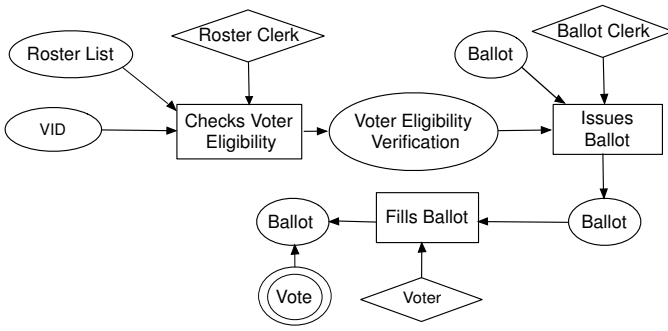 Roster List
Roster Clerk
Ballot
Ballot Clerk
VID
Checks Voter
Eligibility
Voter Eligibility
Verification
Issues
Ballot
Ballot
Fills Ballot
Ballot
Vote
Voter